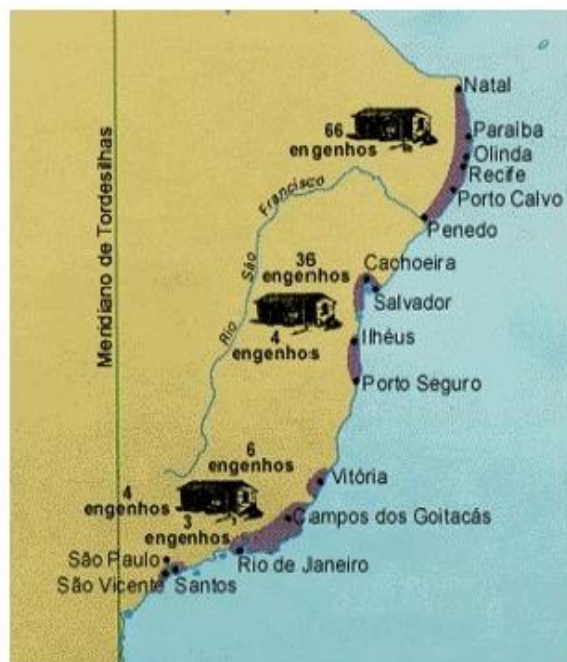 Natal
66
engenhos
Paraíba
Olinda
Recife
Porto Calvo
Penedo
Rio São Francisco
Meridiano de Tordesilhas
36
engenhos
Cachoeira
Salvador
4
engenhos
Ilhéus
Porto Seguro
6
engenhos
Vitória
4
engenhos
3
engenhos
Campos dos Goitacás
São Paulo
Rio de Janeiro
São Vicente
Santos